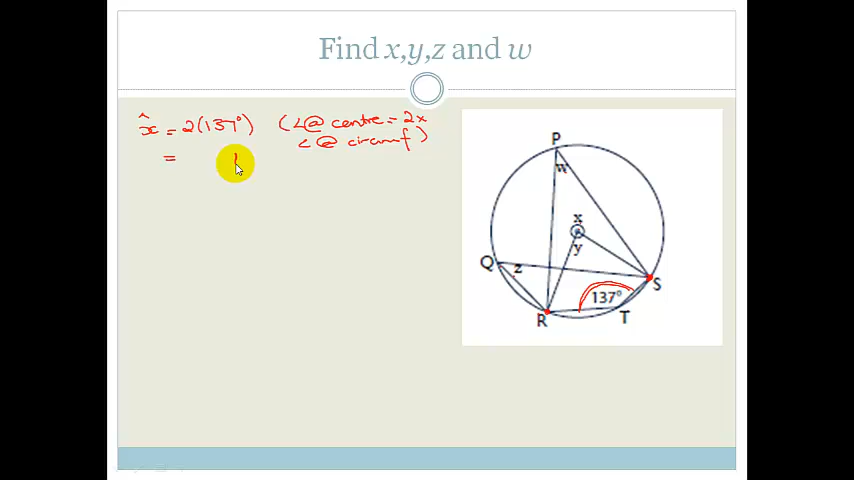 Find x,y,z and w
x̂ = 2(137°) (∠@ centre = 2x
∠@ circumf)
=
P
w
x
y
Q
z
S
137°
R
T